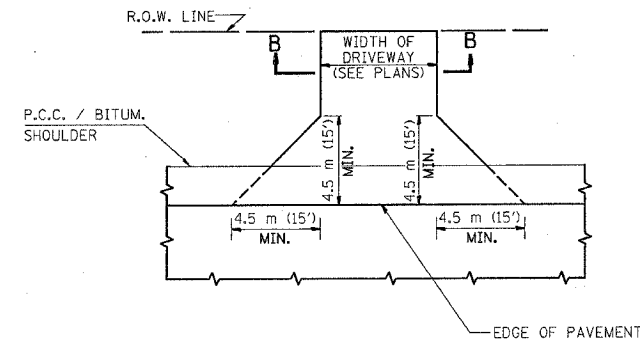 R.O.W. LINE
B
WIDTH OF
DRIVEWAY
(SEE PLANS)
B
P.C.C. / BITUM.
SHOULDER
4.5 m (15')
MIN.
4.5 m (15')
MIN.
4.5 m (15')
MIN.
4.5 m (15')
MIN.
EDGE OF PAVEMENT